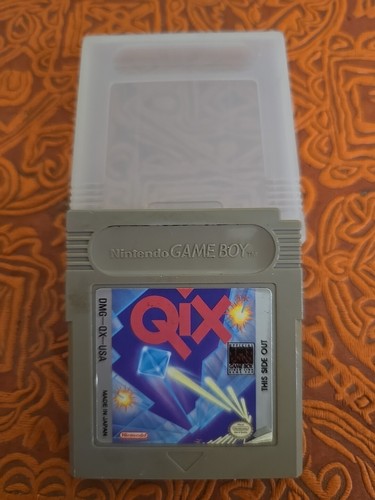 Nintendo GAME BOY
Qix
DMG-QX-USA
MADE IN JAPAN
THIS SIDE OUT
Nintendo